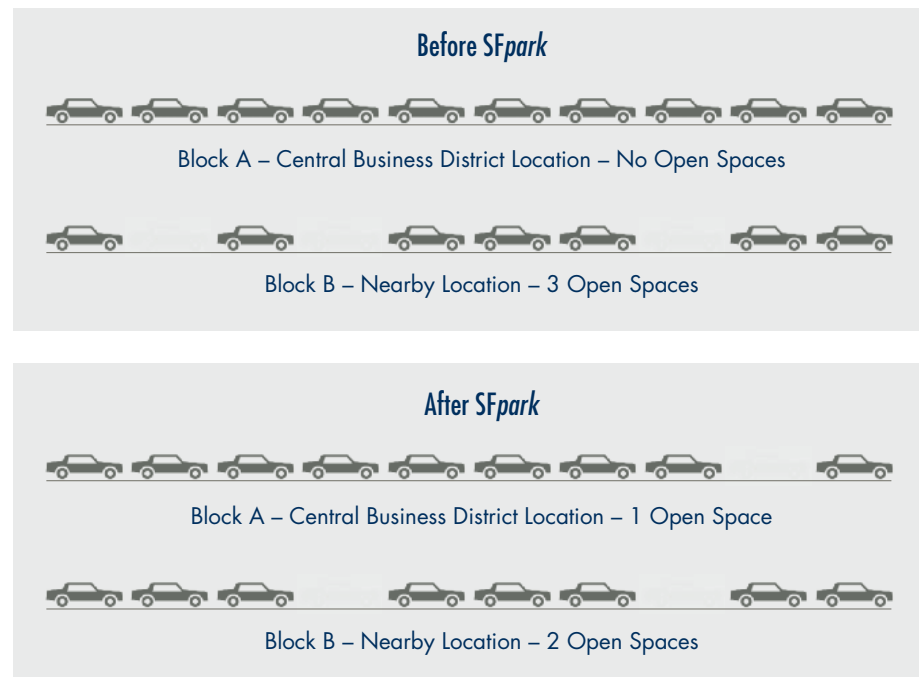 Before SFpark
Block A – Central Business District Location – No Open Spaces
Block B – Nearby Location – 3 Open Spaces
After SFpark
Block A – Central Business District Location – 1 Open Space
Block B – Nearby Location – 2 Open Spaces